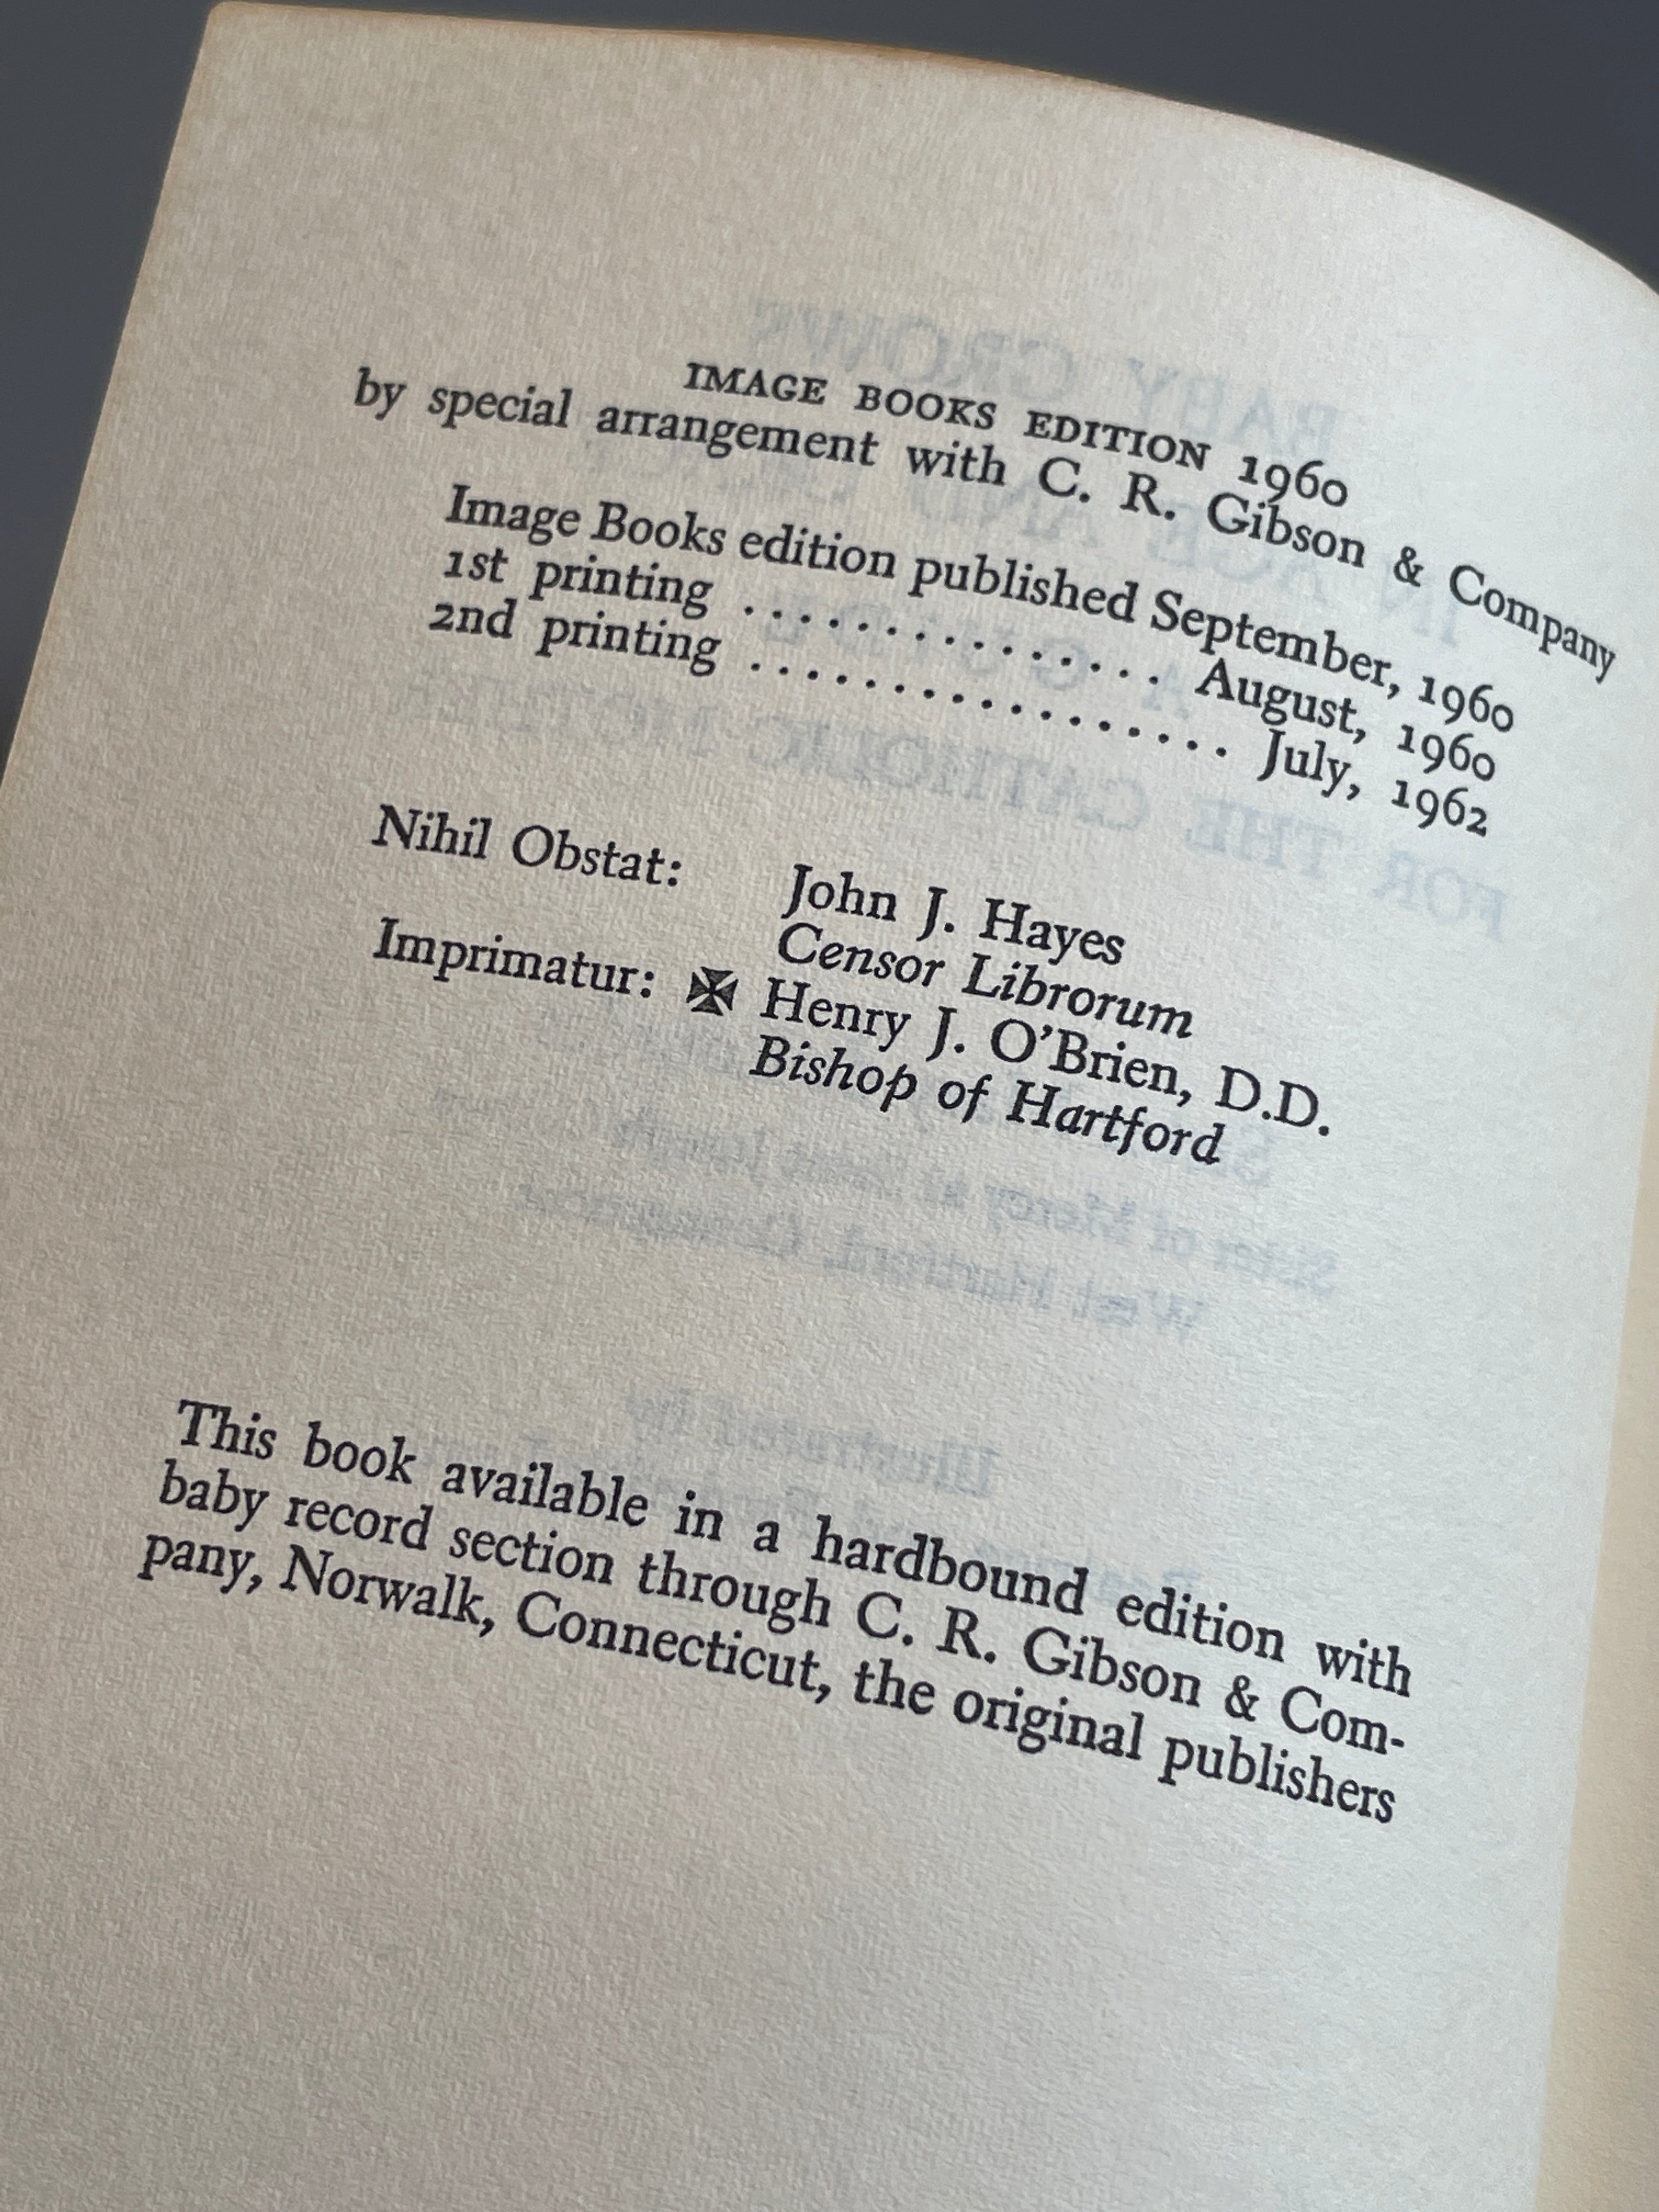 IMAGE BOOKS EDITION 1960
by special arrangement with C. R. Gibson & Company
Image Books edition published September, 1960
1st printing . . . . . . . . . . . . . . . August, 1960
2nd printing . . . . . . . . . . . . . . . . . July, 1962
Nihil Obstat: John J. Hayes
Censor Librorum
Imprimatur: ✠ Henry J. O'Brien, D.D.
Bishop of Hartford
This book available in a hardbound edition with
baby record section through C. R. Gibson & Com-
pany, Norwalk, Connecticut, the original publishers